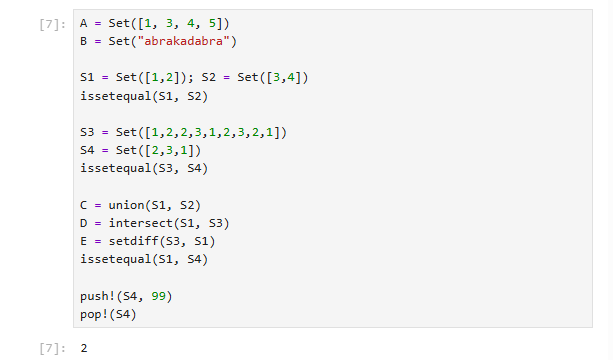 [7]: A = Set([1, 3, 4, 5])
B = Set("abrakadabra")
S1 = Set([1,2]); S2 = Set([3,4])
issetequal(S1, S2)
S3 = Set([1,2,2,3,1,2,3,2,1])
S4 = Set([2,3,1])
issetequal(S3, S4)
C = union(S1, S2)
D = intersect(S1, S3)
E = setdiff(S3, S1)
issetequal(S1, S4)
push!(S4, 99)
pop!(S4)
[7]: 2